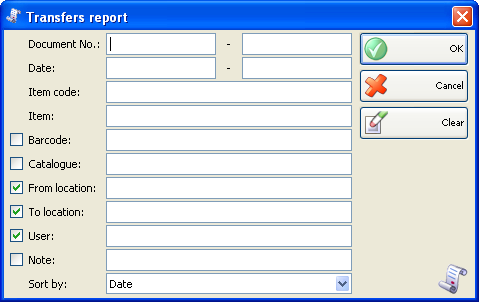 Transfers report
Document No.: -
OK
Date: -
Cancel
Item code:
Item:
Clear
Barcode:
Catalogue:
From location:
To location:
User:
Note:
Sort by: Date